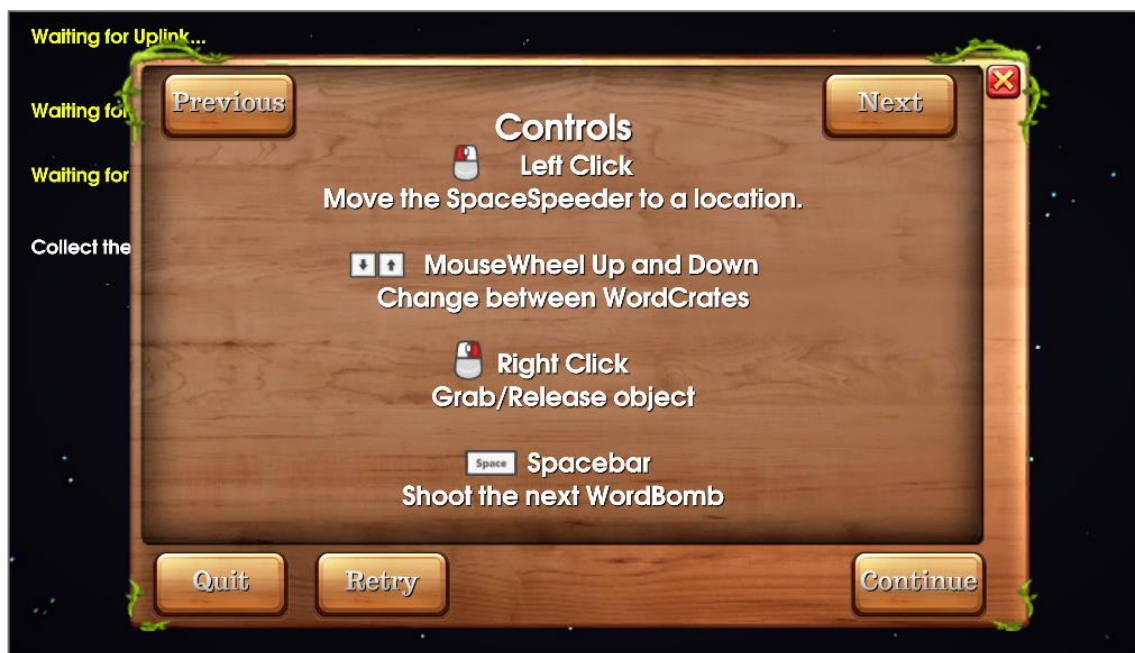 Waiting for Uplink...
Waiting for
Waiting for
Collect the
Previous
Next
Controls
Left Click
Move the SpaceSpeeder to a location.
MouseWheel Up and Down
Change between WordCrates
Right Click
Grab/Release object
Space Spacebar
Shoot the next WordBomb
Quit
Retry
Continue